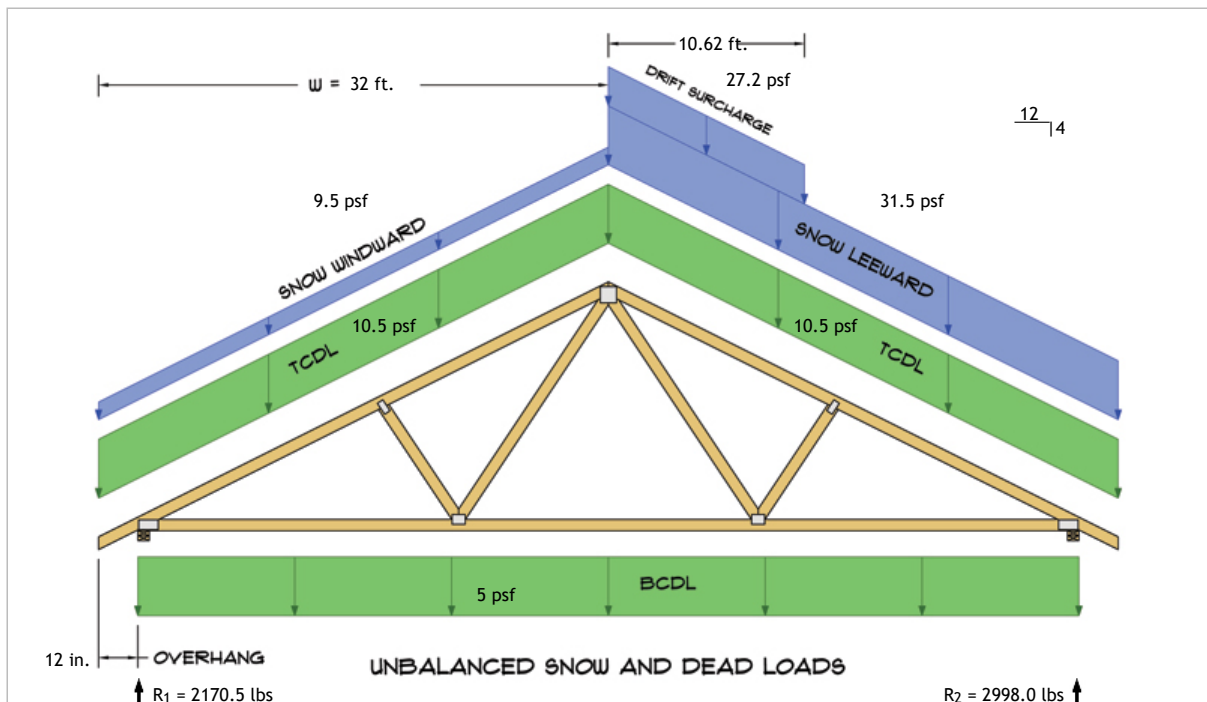 10.62 ft.
W = 32 ft.
DRIFT SURCHARGE
27.2 psf
12
4
9.5 psf
31.5 psf
SNOW WINDWARD
SNOW LEEWARD
10.5 psf
10.5 psf
TCDL
TCDL
5 psf
BCDL
12 in.
OVERHANG
UNBALANCED SNOW AND DEAD LOADS
R1 = 2170.5 lbs
R2 = 2998.0 lbs